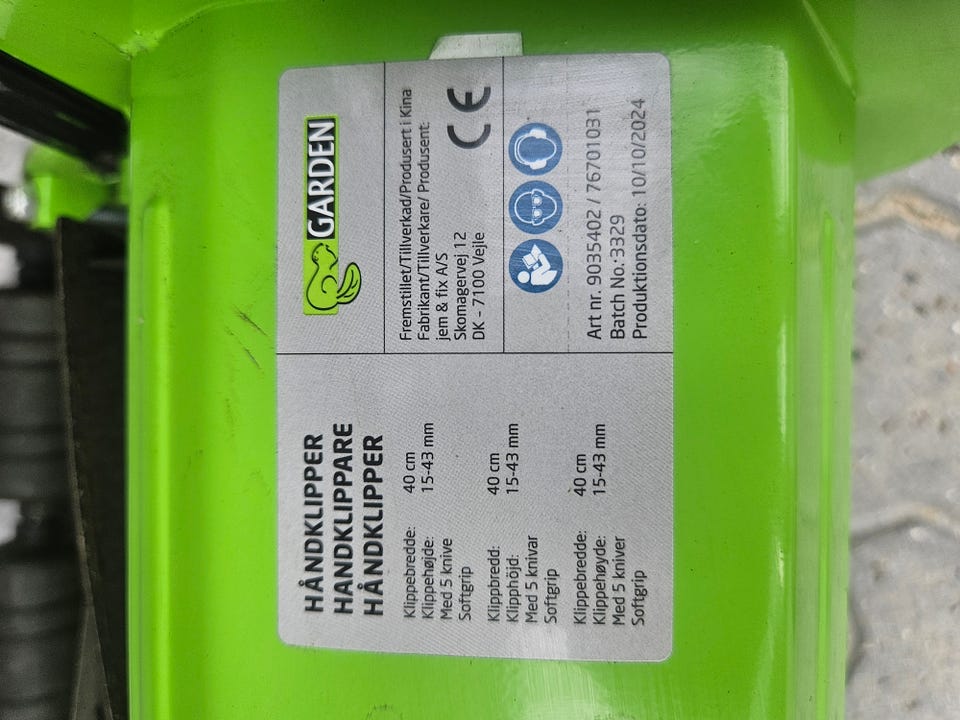 HÅNDKLIPPER
HANDKLIPPARE
HÅNDKLIPPER
Klippebredde: 40 cm
Klippehøjde: 15-43 mm
Med 5 knive
Softgrip
Klippbredd: 40 cm
Klipphöjd: 15-43 mm
Med 5 knivar
Softgrip
Klippebredde: 40 cm
Klippehøyde: 15-43 mm
Med 5 kniver
Softgrip
GARDEN
Fremstillet/Tillverkad/Produsert i Kina
Fabrikant/Tillverkare/ Produsent:
jem & fix A/S
Skomagervej 12
DK - 7100 Vejle
CE
Art nr. 9035402 / 76701031
Batch No.: 3329
Produktionsdato: 10/10/2024